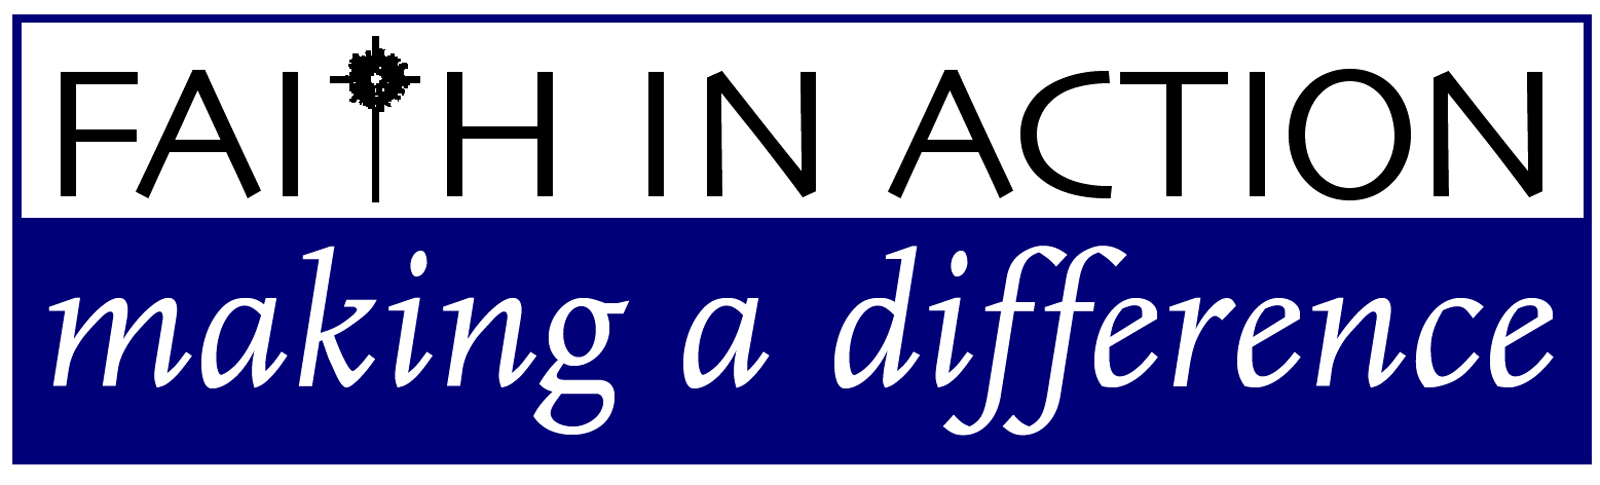 FAITH IN ACTION
making a difference